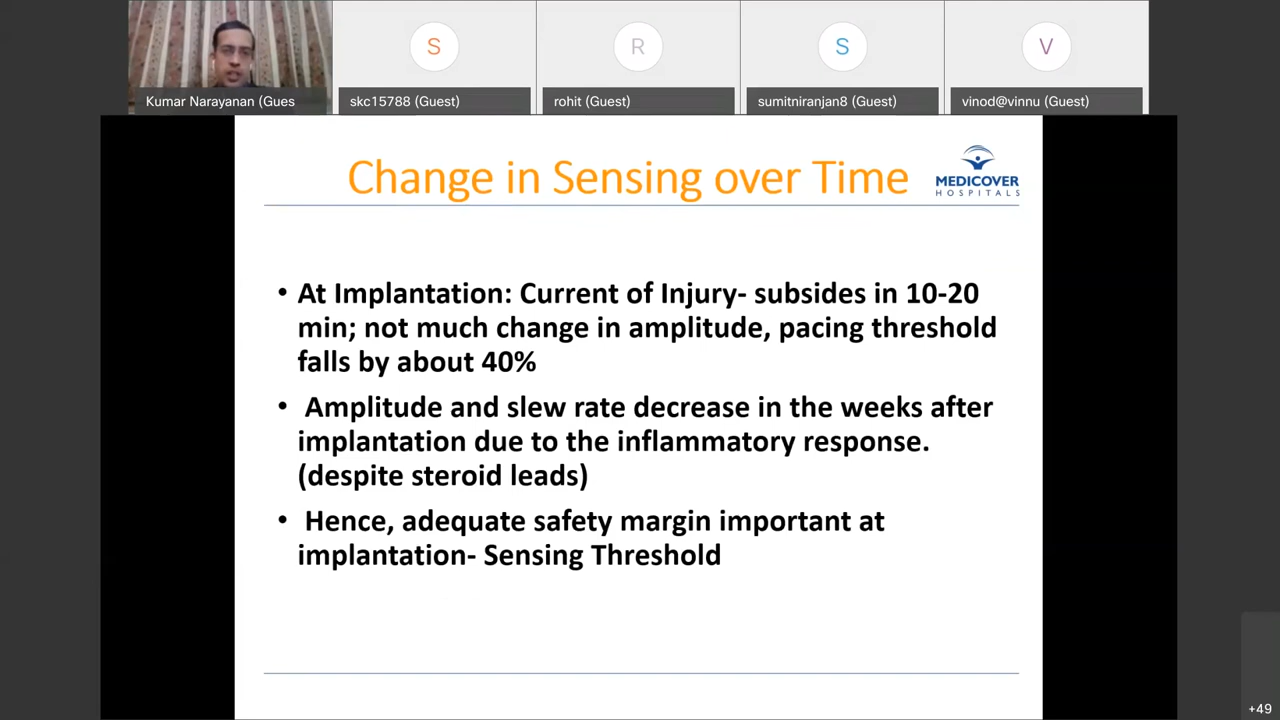 S
R
S
V
Kumar Narayanan (Gues
skc15788 (Guest)
rohit (Guest)
sumitniranjan8 (Guest)
vinod@vinnu (Guest)
Change in Sensing over Time
MEDICOVER
HOSPITALS
• At Implantation: Current of Injury- subsides in 10-20
min; not much change in amplitude, pacing threshold
falls by about 40%
• Amplitude and slew rate decrease in the weeks after
implantation due to the inflammatory response.
(despite steroid leads)
• Hence, adequate safety margin important at
implantation- Sensing Threshold
+49